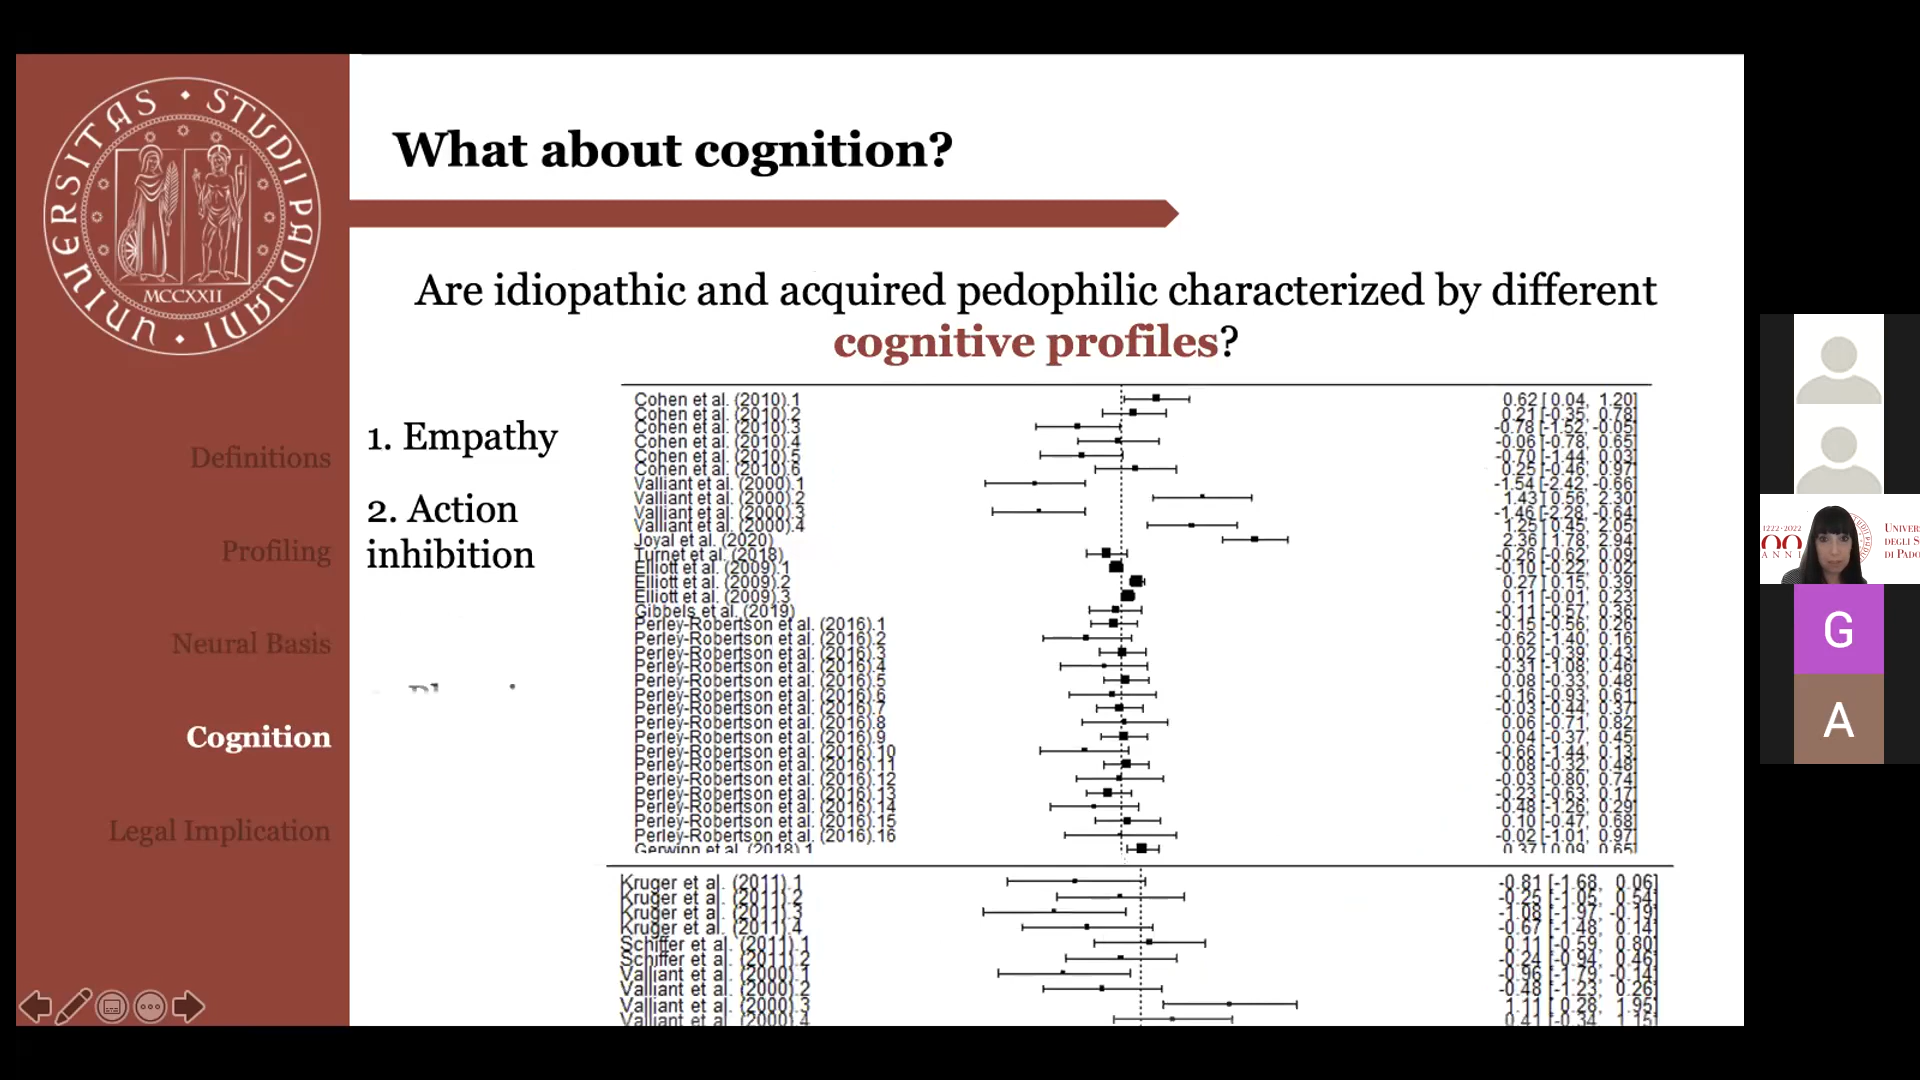 UNIVERSITAS STUDII PADUANI
MCCXXII
What about cognition?
Are idiopathic and acquired pedophilic characterized by different
cognitive profiles?
1. Empathy
2. Action
inhibition
Definitions
Profiling
Neural Basis
Cognition
Legal Implication
Cohen et al. (2010).1 0.62 [ 0.04, 1.20]
Cohen et al. (2010).2 0.21 [-0.35, 0.78]
Cohen et al. (2010).3 -0.78 [-1.52, -0.05]
Cohen et al. (2010).4 -0.06 [-0.78, 0.65]
Cohen et al. (2010).5 -0.70 [-1.44, 0.03]
Cohen et al. (2010).6 0.25 [-0.46, 0.97]
Valliant et al. (2000).1 -1.54 [-2.42, -0.66]
Valliant et al. (2000).2 1.43 [ 0.56, 2.30]
Valliant et al. (2000).3 -1.46 [-2.28, -0.64]
Valliant et al. (2000).4 1.25 [ 0.45, 2.05]
Joyal et al. (2020) 2.36 [ 1.78, 2.94]
Turnet et al. (2018) -0.26 [-0.62, 0.09]
Elliott et al. (2009).1 -0.10 [-0.22, 0.02]
Elliott et al. (2009).2 0.27 [ 0.15, 0.39]
Elliott et al. (2009).3 0.11 [-0.01, 0.23]
Gibbels et al. (2019) -0.11 [-0.57, 0.36]
Perley-Robertson et al. (2016).1 -0.15 [-0.56, 0.26]
Perley-Robertson et al. (2016).2 -0.62 [-1.40, 0.16]
Perley-Robertson et al. (2016).3 0.02 [-0.39, 0.43]
Perley-Robertson et al. (2016).4 -0.31 [-1.08, 0.46]
Perley-Robertson et al. (2016).5 0.08 [-0.33, 0.48]
Perley-Robertson et al. (2016).6 -0.16 [-0.93, 0.61]
Perley-Robertson et al. (2016).7 -0.03 [-0.44, 0.37]
Perley-Robertson et al. (2016).8 0.06 [-0.71, 0.82]
Perley-Robertson et al. (2016).9 0.04 [-0.37, 0.45]
Perley-Robertson et al. (2016).10 -0.66 [-1.44, 0.13]
Perley-Robertson et al. (2016).11 0.08 [-0.32, 0.48]
Perley-Robertson et al. (2016).12 -0.03 [-0.80, 0.74]
Perley-Robertson et al. (2016).13 -0.23 [-0.63, 0.17]
Perley-Robertson et al. (2016).14 -0.48 [-1.26, 0.29]
Perley-Robertson et al. (2016).15 0.10 [-0.47, 0.68]
Perley-Robertson et al. (2016).16 -0.02 [-1.01, 0.97]
Gerwinn et al. (2018).1 0.37 [ 0.09, 0.65]
Kruger et al. (2011).1 -0.81 [-1.68, 0.06]
Kruger et al. (2011).2 -0.25 [-1.05, 0.54]
Kruger et al. (2011).3 -1.08 [-1.97, -0.19]
Kruger et al. (2011).4 -0.67 [-1.48, 0.14]
Schiffer et al. (2011).1 0.11 [-0.59, 0.80]
Schiffer et al. (2011).2 -0.24 [-0.94, 0.46]
Valliant et al. (2000).1 -0.96 [-1.79, -0.14]
Valliant et al. (2000).2 -0.48 [-1.23, 0.26]
Valliant et al. (2000).3 1.11 [ 0.28, 1.95]
Valliant et al. (2000).4 0.41 [-0.34, 1.15]
1222·2022
ANNI
UNIVERS
DEGLI S
DI PADO
G
A